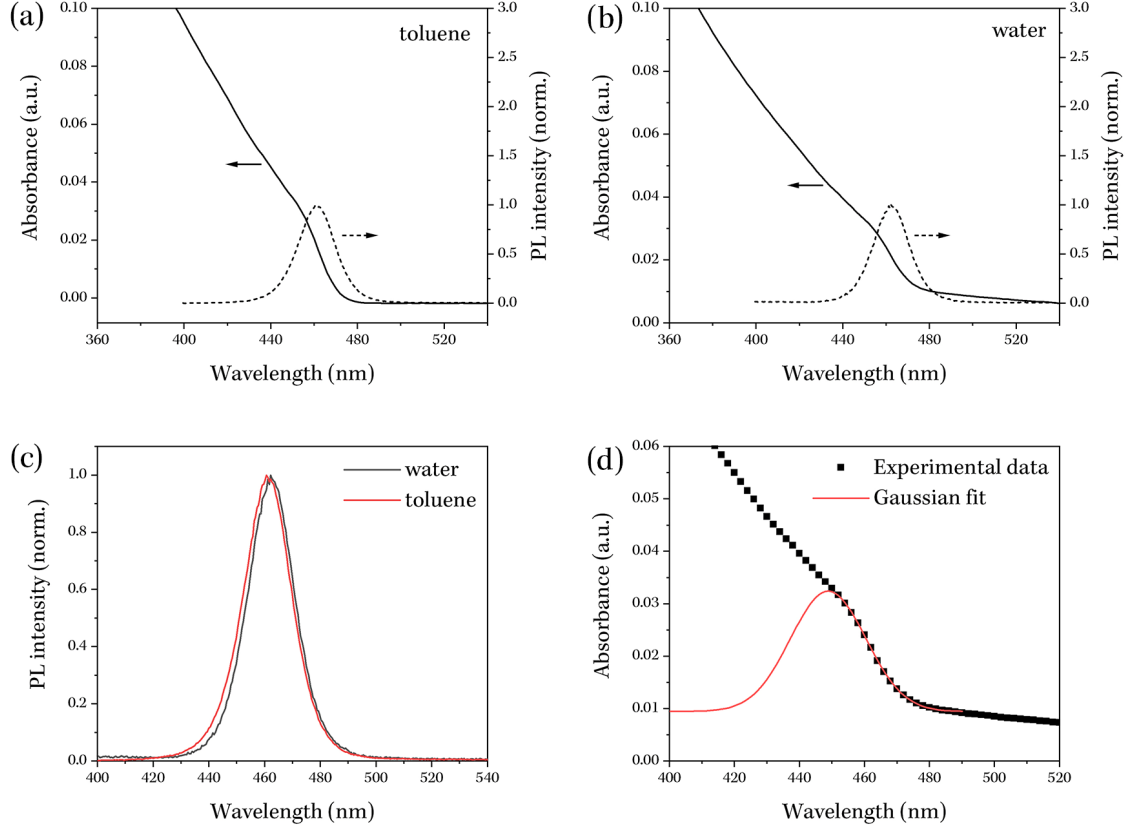 (a)
toluene
Absorbance (a.u.)
0.10
0.08
0.06
0.04
0.02
0.00
3.0
2.5
2.0
1.5
1.0
0.5
0.0
PL intensity (norm.)
360 400 440 480 520
Wavelength (nm)
(b)
water
Absorbance (a.u.)
0.10
0.08
0.06
0.04
0.02
0.00
3.0
2.5
2.0
1.5
1.0
0.5
0.0
PL intensity (norm.)
360 400 440 480 520
Wavelength (nm)
(c)
water
toluene
PL intensity (norm.)
1.0
0.8
0.6
0.4
0.2
0.0
400 420 440 460 480 500 520 540
Wavelength (nm)
(d)
Experimental data
Gaussian fit
Absorbance (a.u.)
0.06
0.05
0.04
0.03
0.02
0.01
0.00
400 420 440 460 480 500 520
Wavelength (nm)